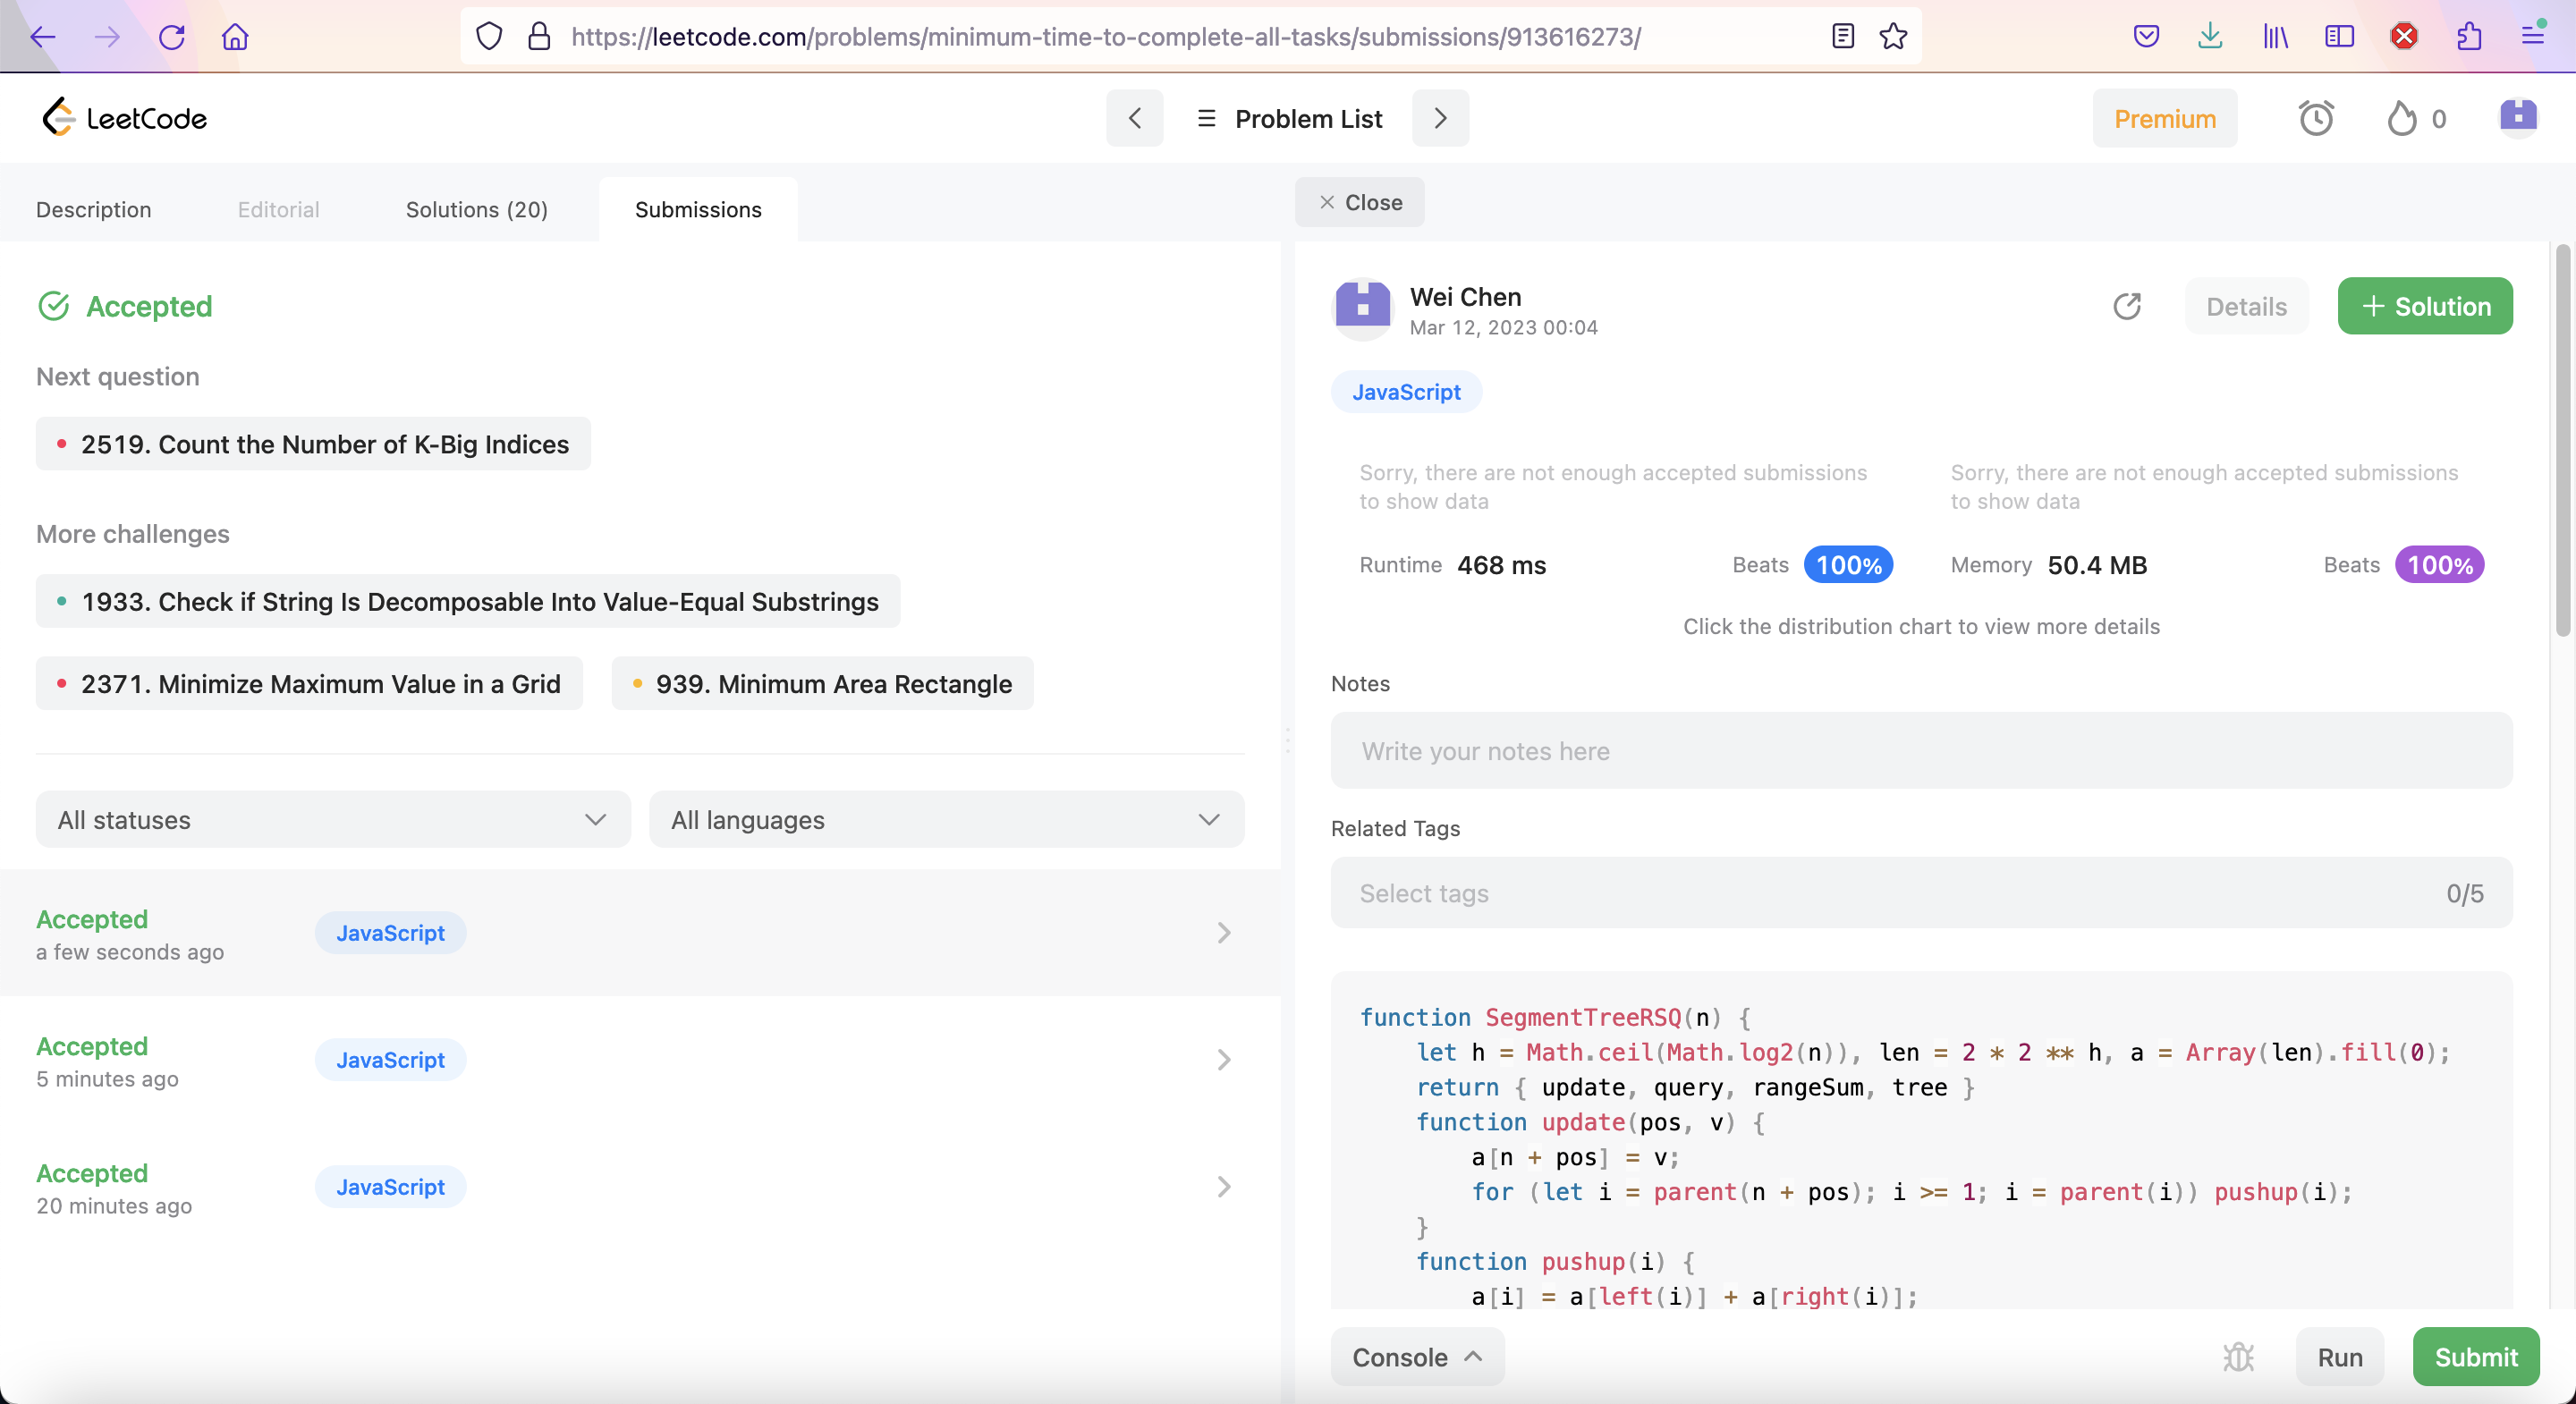 https://leetcode.com/problems/minimum-time-to-complete-all-tasks/submissions/913616273/
LeetCode
Problem List
Premium
0
Description
Editorial
Solutions (20)
Submissions
Close
Accepted
Next question
2519. Count the Number of K-Big Indices
More challenges
1933. Check if String Is Decomposable Into Value-Equal Substrings
2371. Minimize Maximum Value in a Grid
939. Minimum Area Rectangle
All statuses
All languages
Accepted
a few seconds ago
JavaScript
Accepted
5 minutes ago
JavaScript
Accepted
20 minutes ago
JavaScript
Wei Chen
Mar 12, 2023 00:04
Details
+ Solution
JavaScript
Sorry, there are not enough accepted submissions
to show data
Sorry, there are not enough accepted submissions
to show data
Runtime 468 ms
Beats 100%
Memory 50.4 MB
Beats 100%
Click the distribution chart to view more details
Notes
Write your notes here
Related Tags
Select tags
0/5
function SegmentTreeRSQ(n) {
    let h = Math.ceil(Math.log2(n)), len = 2 * 2 ** h, a = Array(len).fill(0);
    return { update, query, rangeSum, tree }
    function update(pos, v) {
        a[n + pos] = v;
        for (let i = parent(n + pos); i >= 1; i = parent(i)) pushup(i);
    }
    function pushup(i) {
        a[i] = a[left(i)] + a[right(i)];
Console
Run
Submit